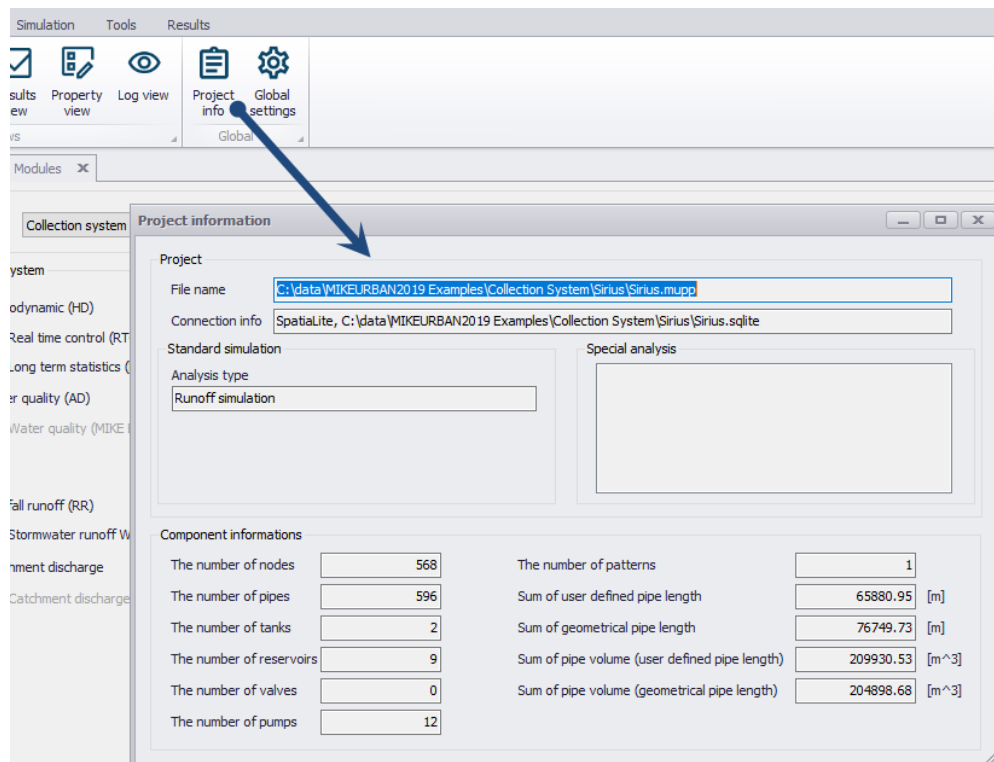 Simulation Tools Results
sults Property Log view Project Global
ew view info settings
ws Global
Modules
Collection system
Project information
ystem
Project
File name C:\data\MIKEURBAN2019 Examples\Collection System\Sirius\Sirius.mupp
odynamic (HD)
Connection info SpatiaLite, C:\data\MIKEURBAN2019 Examples\Collection System\Sirius\Sirius.sqlite
Real time control (RT
Standard simulation Special analysis
Long term statistics (
Analysis type
er quality (AD)
Runoff simulation
Water quality (MIKE
fall runoff (RR)
Stormwater runoff W
Component informations
hment discharge
The number of nodes 568 The number of patterns 1
Catchment discharge
The number of pipes 596 Sum of user defined pipe length 65880.95 [m]
The number of tanks 2 Sum of geometrical pipe length 76749.73 [m]
The number of reservoirs 9 Sum of pipe volume (user defined pipe length) 209930.53 [m^3]
The number of valves 0 Sum of pipe volume (geometrical pipe length) 204898.68 [m^3]
The number of pumps 12